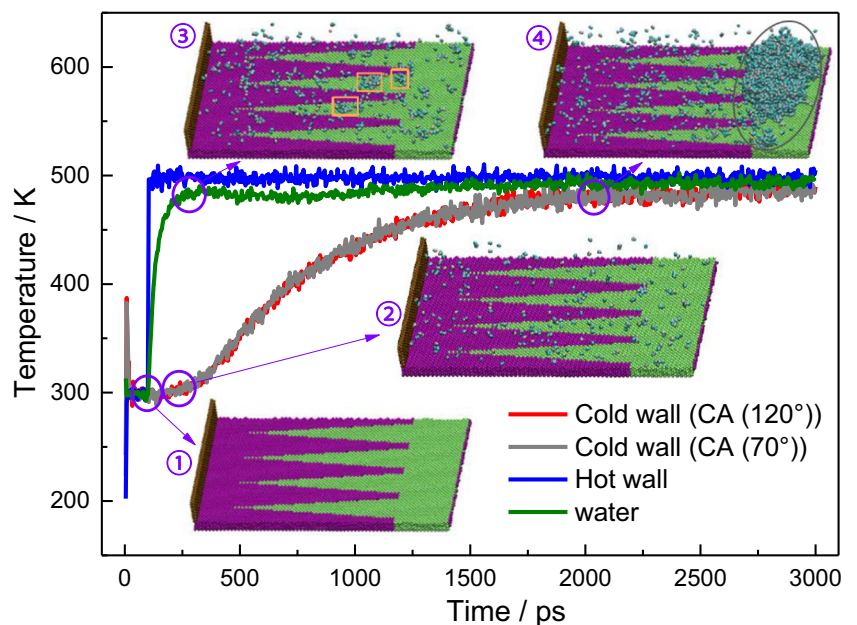 ③
④
600
500
400
300
200
Temperature / K
②
①
Cold wall (CA (120°))
Cold wall (CA (70°))
Hot wall
water
0 500 1000 1500 2000 2500 3000
Time / ps